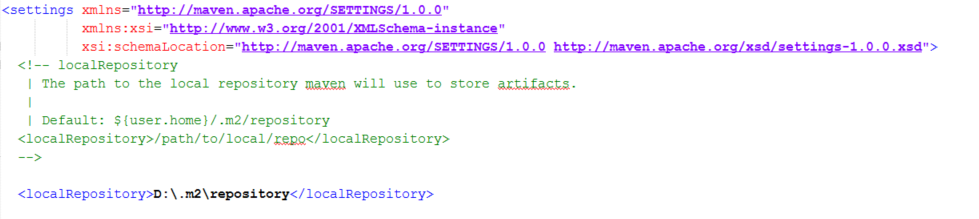 <settings xmlns="http://maven.apache.org/SETTINGS/1.0.0"
xmlns:xsi="http://www.w3.org/2001/XMLSchema-instance"
xsi:schemaLocation="http://maven.apache.org/SETTINGS/1.0.0 http://maven.apache.org/xsd/settings-1.0.0.xsd">
<!-- localRepository
| The path to the local repository maven will use to store artifacts.
|
| Default: ${user.home}/.m2/repository
<localRepository>/path/to/local/repo</localRepository>
-->
<localRepository>D:\.m2\repository</localRepository>